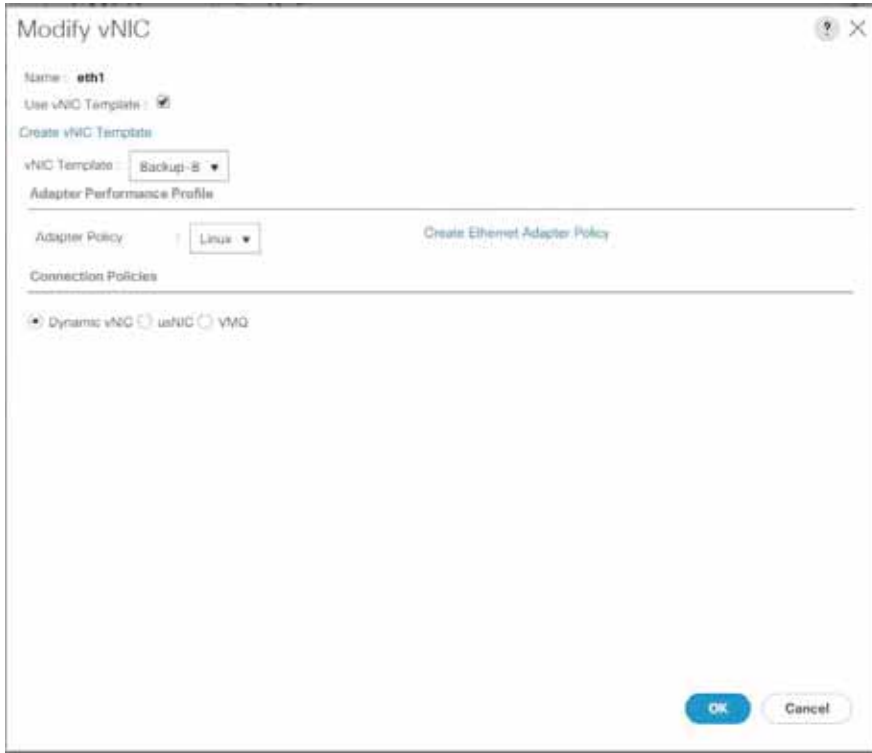 Modify vNIC
?
Name : eth1
Use vNIC Template :
Create vNIC Template
vNIC Template : Backup-B
Adapter Performance Profile
Adapter Policy : Linux Create Ethernet Adapter Policy
Connection Policies
Dynamic vNIC usNIC VMQ
OK Cancel